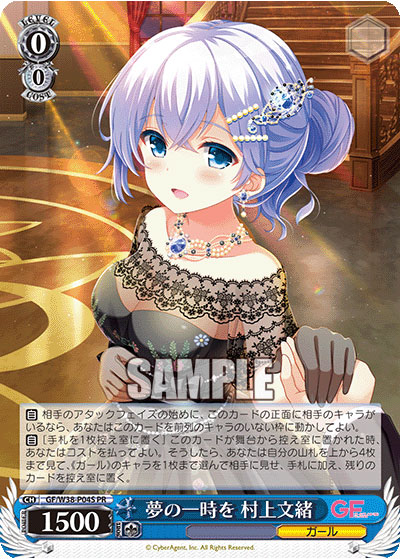 LEVEL
0
0
COST
SAMPLE
自 相手のアタックフェイズの始めに、このカードの正面に相手のキャラが
いるなら、あなたはこのカードを前列のキャラのいない枠に動かしてよい。
自 ［手札を1枚控え室に置く］ このカードが舞台から控え室に置かれた時、
あなたはコストを払ってよい。そうしたら、あなたは自分の山札を上から4枚
まで見て、《ガール》のキャラを1枚まで選んで相手に見せ、手札に加え、残りの
カードを控え室に置く。
CH GF/W38-P04S PR
POWER 1500
夢の一時を 村上文緒
GF
ガール
© CyberAgent, Inc. All Rights Reserved.